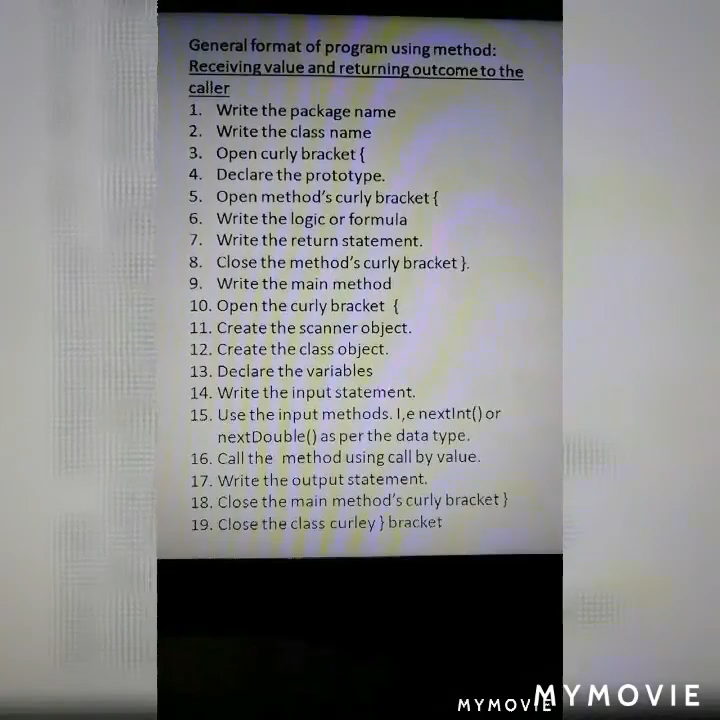 General format of program using method:
Receiving value and returning outcome to the
caller
1. Write the package name
2. Write the class name
3. Open curly bracket {
4. Declare the prototype.
5. Open method's curly bracket {
6. Write the logic or formula
7. Write the return statement.
8. Close the method's curly bracket }.
9. Write the main method
10. Open the curly bracket {
11. Create the scanner object.
12. Create the class object.
13. Declare the variables
14. Write the input statement.
15. Use the input methods. I,e nextInt() or
nextDouble() as per the data type.
16. Call the method using call by value.
17. Write the output statement.
18. Close the main method's curly bracket }
19. Close the class curley } bracket
MYMOVIE
MYMOVIE